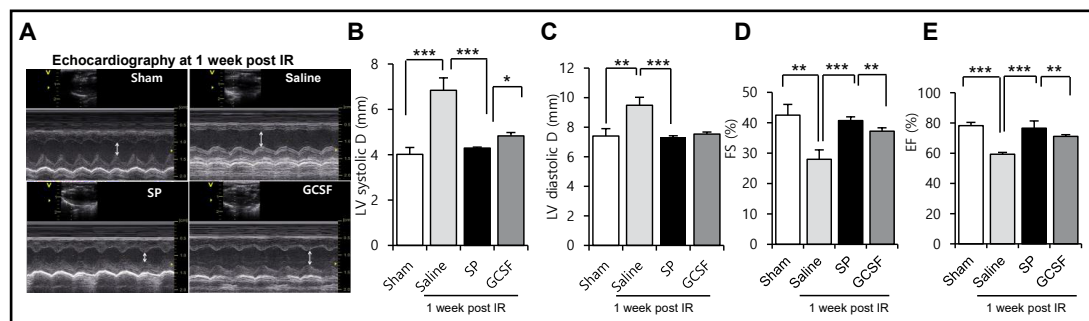 A
Echocardiography at 1 week post IR
Sham
Saline
SP
GCSF
B
*** ***
*
LV systolic D (mm)
8
6
4
2
0
Sham
Saline
SP
GCSF
1 week post IR
C
** ***
LV diastolic D (mm)
12
10
8
6
4
2
0
Sham
Saline
SP
GCSF
1 week post IR
D
** *** **
FS (%)
50
40
30
20
10
0
Sham
Saline
SP
GCSF
1 week post IR
E
*** *** **
EF (%)
100
80
60
40
20
0
Sham
Saline
SP
GCSF
1 week post IR